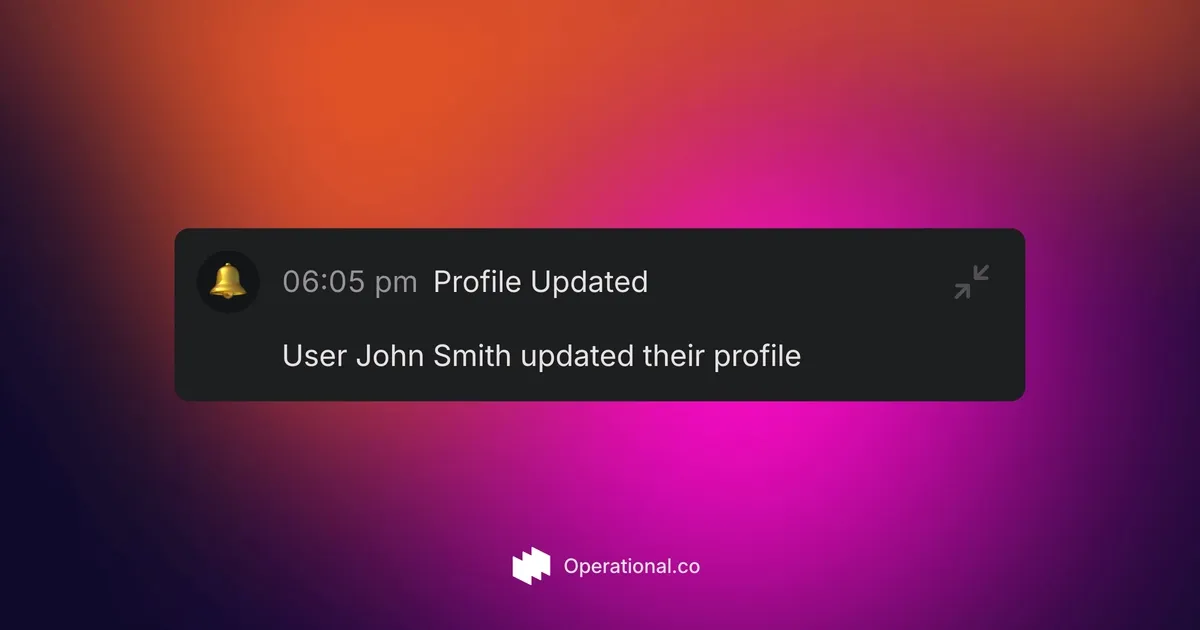 06:05 pm Profile Updated
User John Smith updated their profile
Operational.co